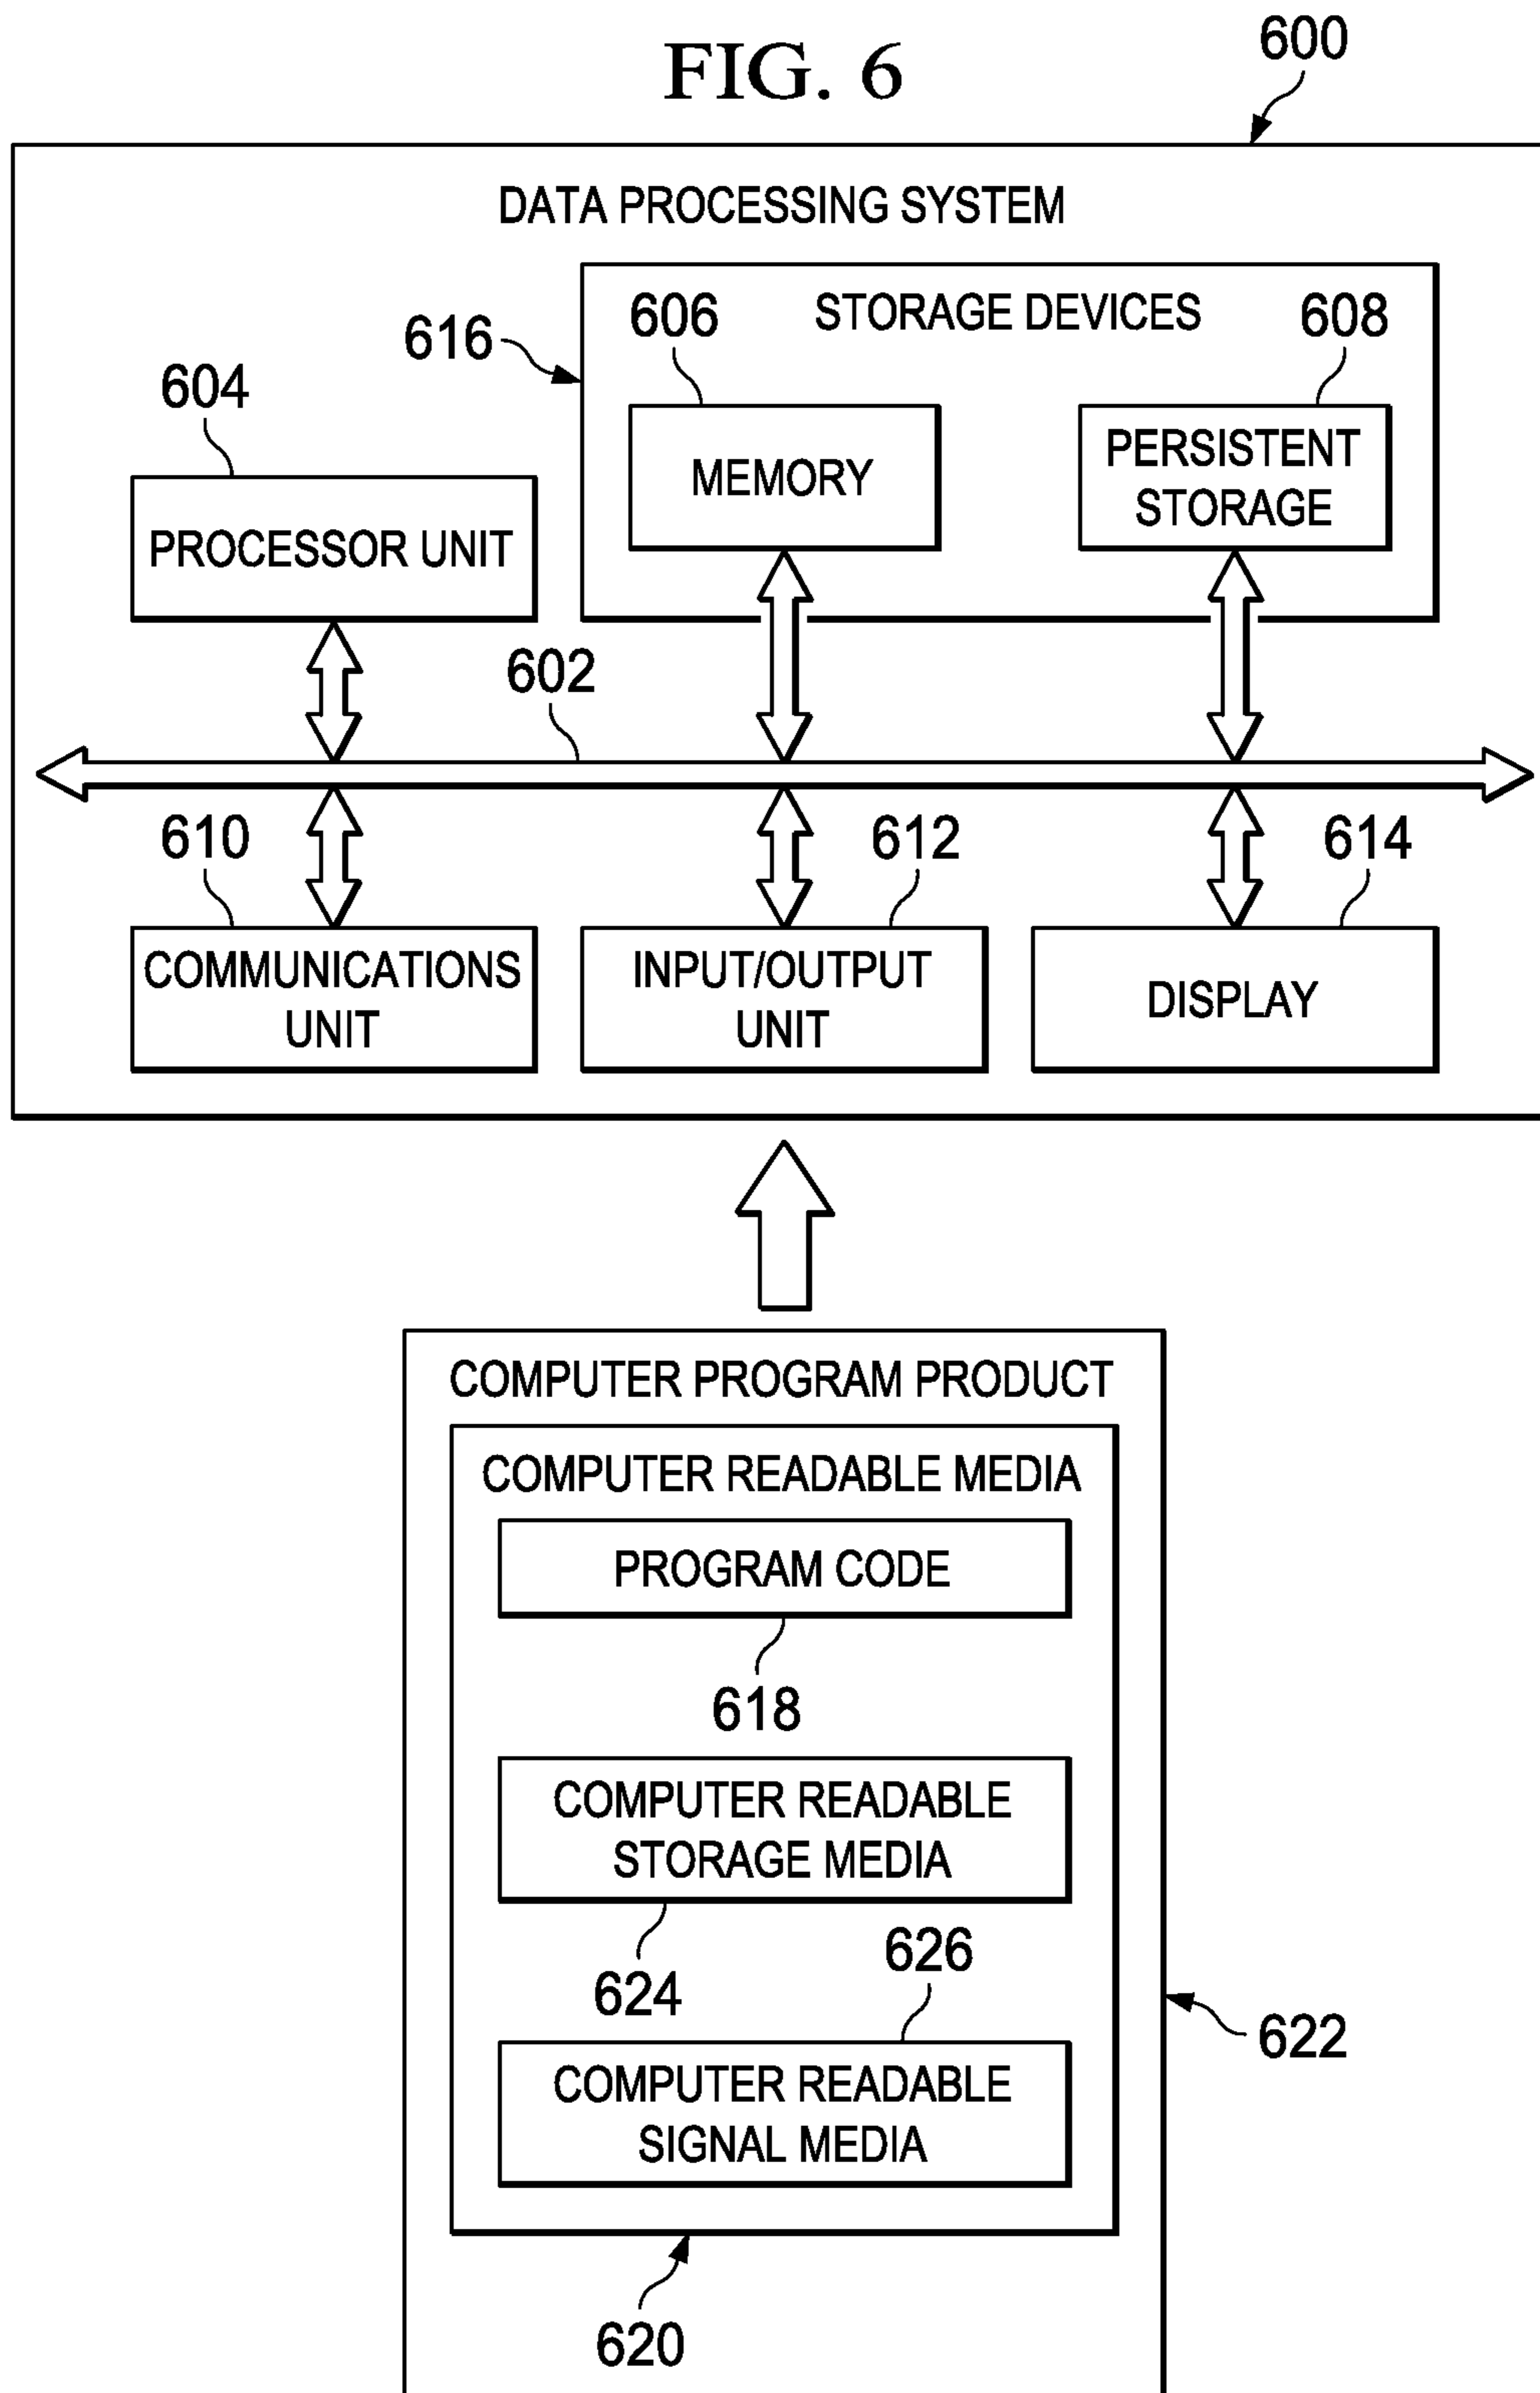 FIG. 6
600
DATA PROCESSING SYSTEM
STORAGE DEVICES
616
606
608
604
MEMORY
PERSISTENT
STORAGE
PROCESSOR UNIT
602
610
612
614
COMMUNICATIONS
UNIT
INPUT/OUTPUT
UNIT
DISPLAY
COMPUTER PROGRAM PRODUCT
COMPUTER READABLE MEDIA
PROGRAM CODE
618
COMPUTER READABLE
STORAGE MEDIA
624
626
622
COMPUTER READABLE
SIGNAL MEDIA
620